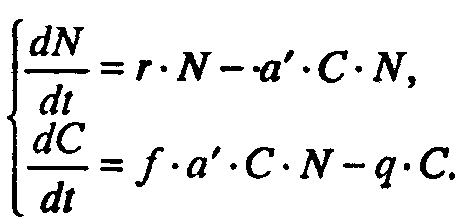 dN/dt = r · N − ·a′ · C · N,
dC/dt = f · a′ · C · N − q · C.